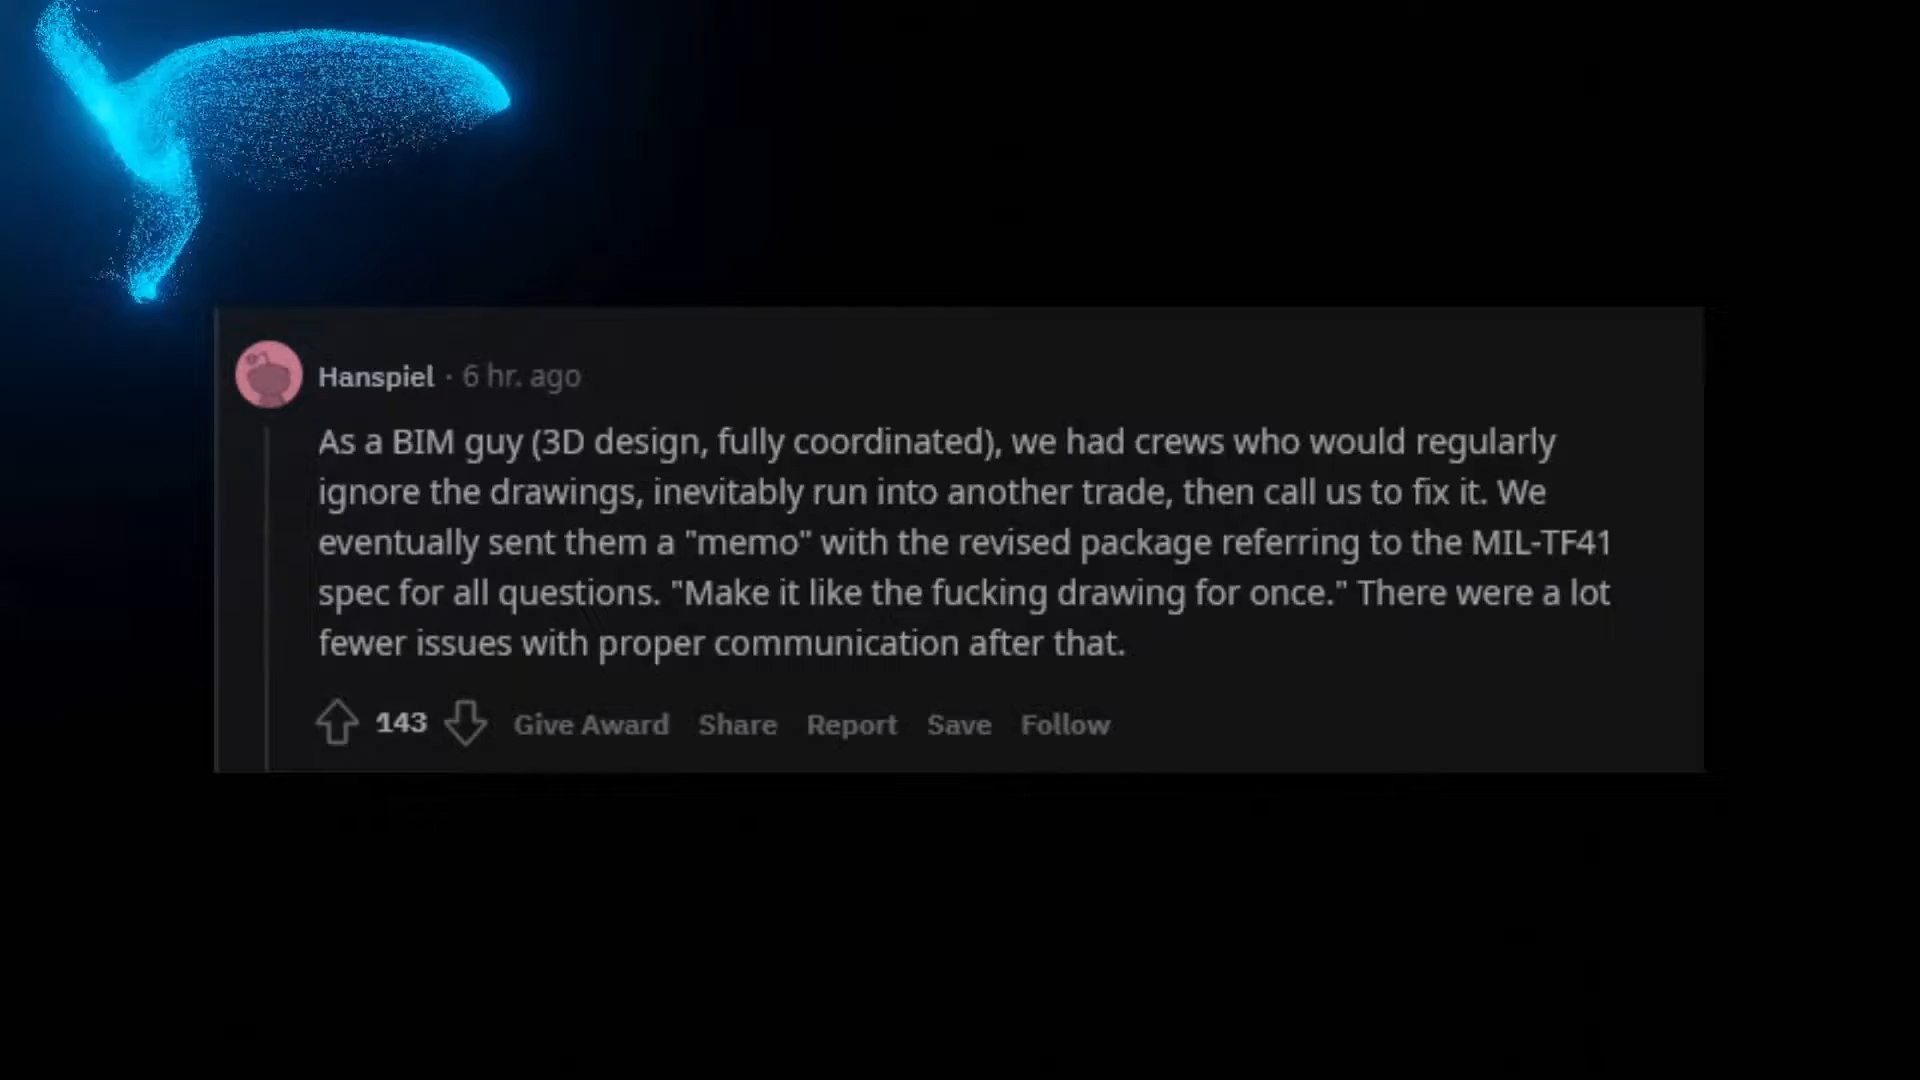 Hanspiel · 6 hr. ago
As a BIM guy (3D design, fully coordinated), we had crews who would regularly
ignore the drawings, inevitably run into another trade, then call us to fix it. We
eventually sent them a "memo" with the revised package referring to the MIL-TF41
spec for all questions. "Make it like the fucking drawing for once." There were a lot
fewer issues with proper communication after that.
143 Give Award Share Report Save Follow